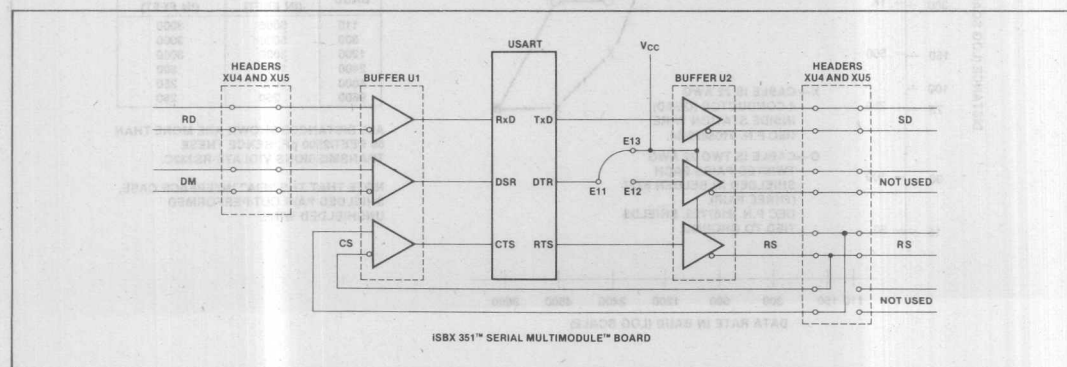 USART
VCC
HEADERS
XU4 AND XU5
BUFFER U1
BUFFER U2
HEADERS
XU4 AND XU5
RD
RxD
TxD
SD
E13
DM
DSR
DTR
E11
E12
NOT USED
CS
CTS
RTS
RS
RS
NOT USED
iSBX 351™ SERIAL MULTIMODULE™ BOARD